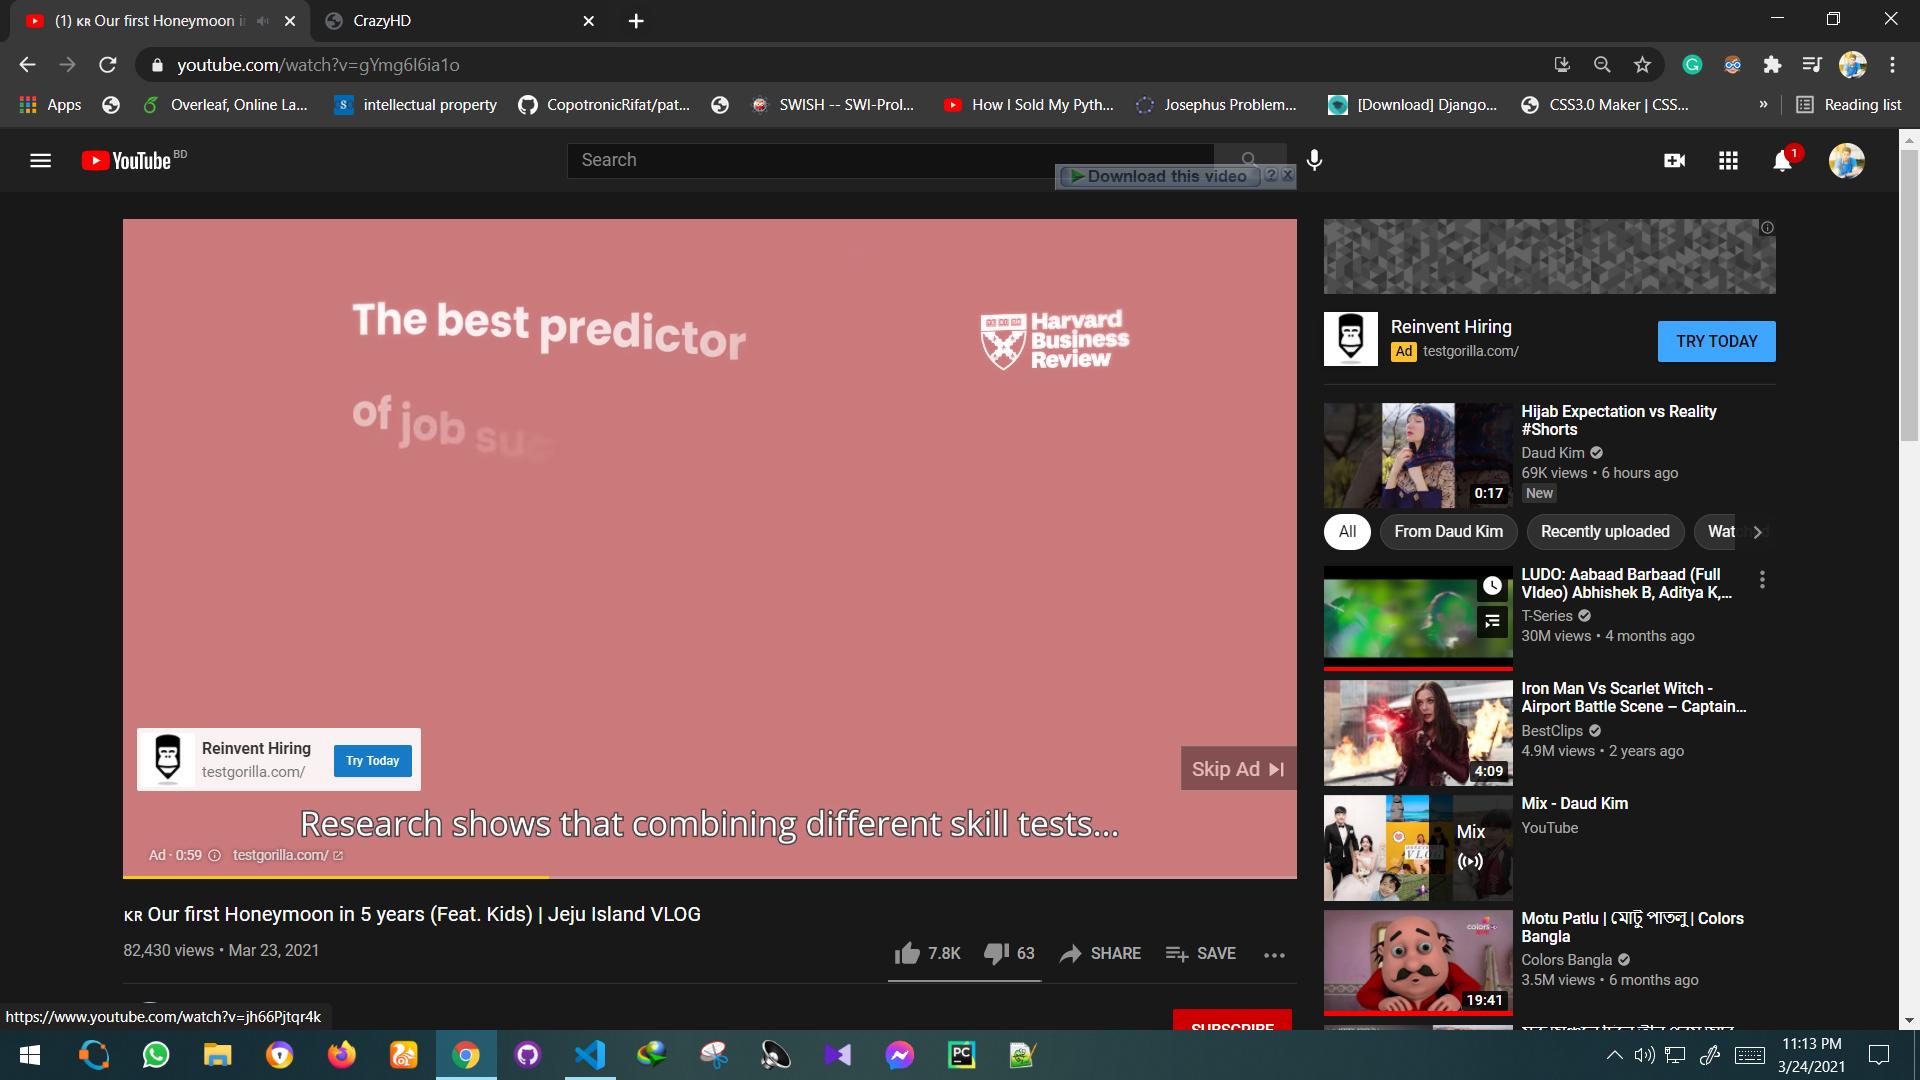 (1) ᴋʀ Our first Honeymoon i
CrazyHD
youtube.com/watch?v=gYmg6I6ia1o
Apps
Overleaf, Online La...
intellectual property
CopotronicRifat/pat...
SWISH -- SWI-Prol...
How I Sold My Pyth...
Josephus Problem...
[Download] Django...
CSS3.0 Maker | CSS...
»
Reading list
YouTube BD
Search
Download this video
1
The best predictor
of job suc
Harvard
Business
Review
Reinvent Hiring
testgorilla.com/
Try Today
Skip Ad
Research shows that combining different skill tests...
Ad · 0:59
testgorilla.com/
ᴋʀ Our first Honeymoon in 5 years (Feat. Kids) | Jeju Island VLOG
82,430 views • Mar 23, 2021
7.8K
63
SHARE
SAVE
SUBSCRIBE
Reinvent Hiring
Ad testgorilla.com/
TRY TODAY
Hijab Expectation vs Reality
#Shorts
Daud Kim
69K views • 6 hours ago
New
0:17
All
From Daud Kim
Recently uploaded
LUDO: Aabaad Barbaad (Full
VIdeo) Abhishek B, Aditya K,...
T-Series
30M views • 4 months ago
Iron Man Vs Scarlet Witch -
Airport Battle Scene – Captain...
BestClips
4.9M views • 2 years ago
4:09
Mix - Daud Kim
YouTube
Mix
VLOG
Motu Patlu | মোটু পাতলু | Colors
Bangla
Colors Bangla
3.5M views • 6 months ago
19:41
colors
https://www.youtube.com/watch?v=jh66Pjtqr4k
PC
11:13 PM
3/24/2021